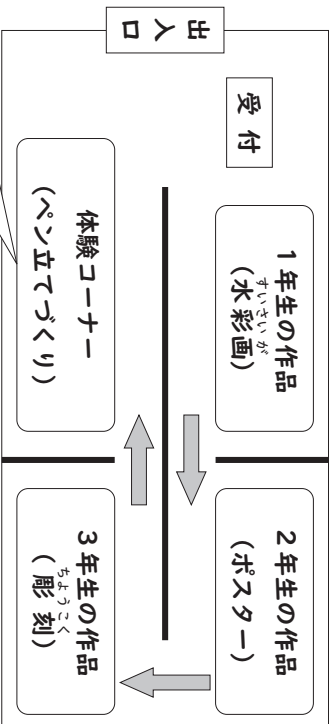 出入口
受付
1年生の作品
すいさいが
(水彩画)
2年生の作品
(ポスター)
3年生の作品
ちょうこく
(彫刻)
体験コーナー
(ペン立てづくり)